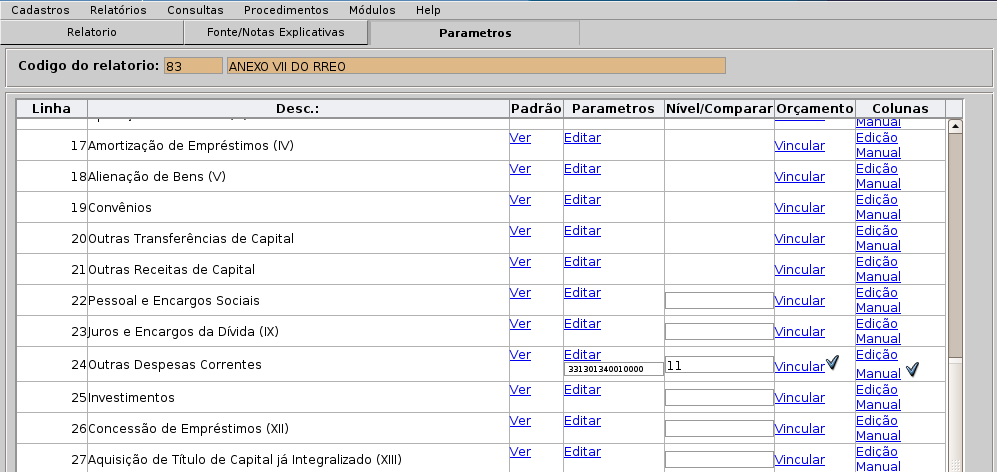 Cadastros Relatórios Consultas Procedimentos Módulos Help
Relatorio Fonte/Notas Explicativas Parametros
Codigo do relatorio: 83 ANEXO VII DO RREO
Linha Desc.: Padrão Parametros Nível/Comparar Orçamento Colunas
Manual
17 Amortização de Empréstimos (IV) Ver Editar Vincular Edição
Manual
18 Alienação de Bens (V) Ver Editar Vincular Edição
Manual
19 Convênios Ver Editar Vincular Edição
Manual
20 Outras Transferências de Capital Ver Editar Vincular Edição
Manual
21 Outras Receitas de Capital Ver Editar Vincular Edição
Manual
22 Pessoal e Encargos Sociais Ver Editar Vincular Edição
Manual
23 Juros e Encargos da Dívida (IX) Ver Editar Vincular Edição
Manual
24 Outras Despesas Correntes Ver Editar 11 Vincular Edição
331301340010000 Manual
25 Investimentos Ver Editar Vincular Edição
Manual
26 Concessão de Empréstimos (XII) Ver Editar Vincular Edição
Manual
27 Aquisição de Título de Capital já Integralizado (XIII) Ver Editar Vincular Edição
Manual